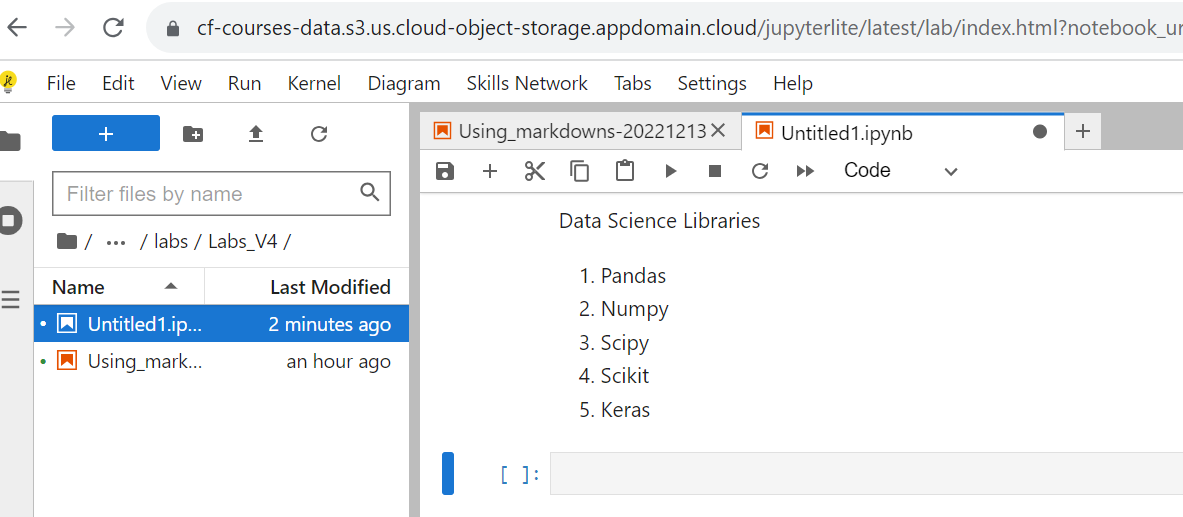 cf-courses-data.s3.us.cloud-object-storage.appdomain.cloud/jupyterlite/latest/lab/index.html?notebook_ur
File Edit View Run Kernel Diagram Skills Network Tabs Settings Help
Using_markdowns-20221213
Untitled1.ipynb
Code
Filter files by name
/ ... / labs / Labs_V4 /
Name Last Modified
Untitled1.ip... 2 minutes ago
Using_mark... an hour ago
Data Science Libraries
1. Pandas
2. Numpy
3. Scipy
4. Scikit
5. Keras
[ ]: